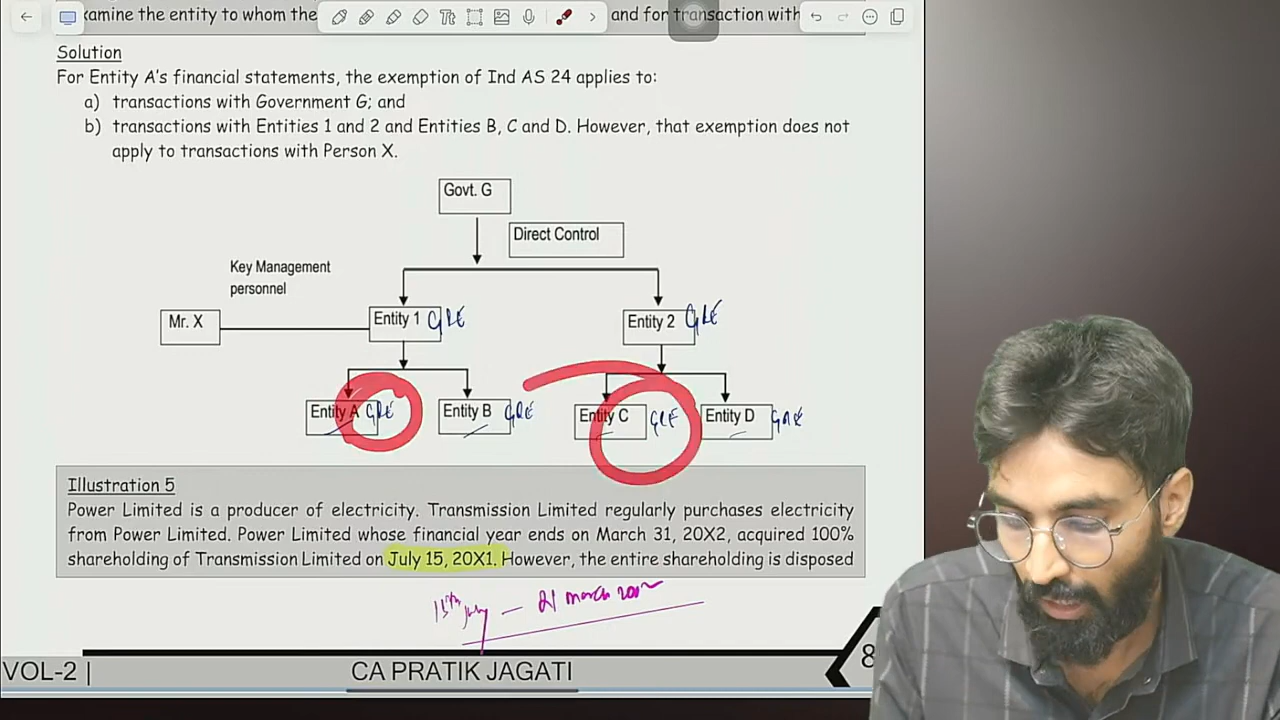 amine the entity to whom the
and for transaction with
Solution
For Entity A's financial statements, the exemption of Ind AS 24 applies to:
a) transactions with Government G; and
b) transactions with Entities 1 and 2 and Entities B, C and D. However, that exemption does not
apply to transactions with Person X.
Govt. G
Direct Control
Key Management
personnel
Mr. X
Entity 1 GRE
Entity 2 GRE
Entity A GRE
Entity B GRE
Entity C GRE
Entity D GRE
Illustration 5
Power Limited is a producer of electricity. Transmission Limited regularly purchases electricity
from Power Limited. Power Limited whose financial year ends on March 31, 20X2, acquired 100%
shareholding of Transmission Limited on July 15, 20X1. However, the entire shareholding is disposed
15th July – 21 march 20
VOL-2 |
CA PRATIK JAGATI
8